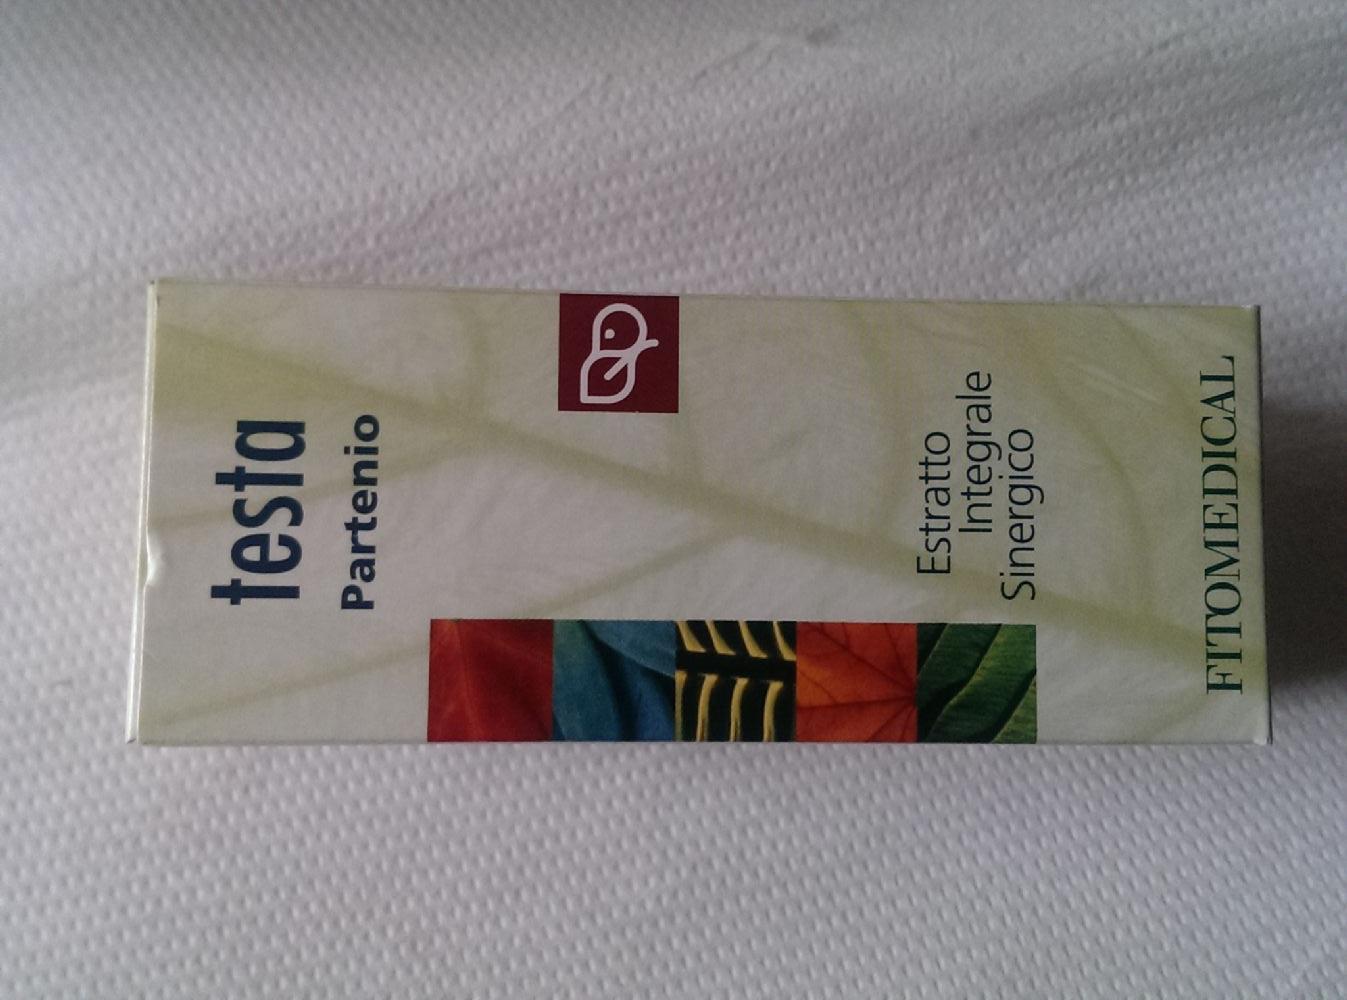 testa
Partenio
Estratto
Integrale
Sinergico
FITOMEDICAL